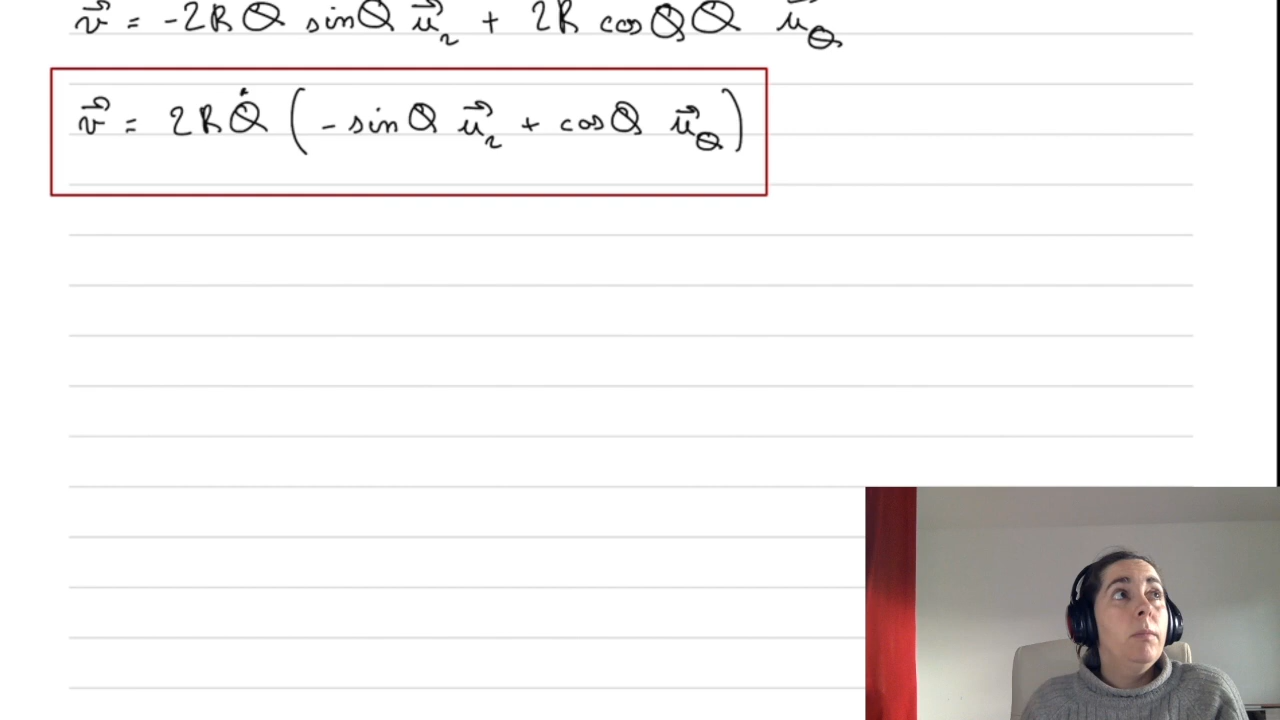 v⃗ = -2Rθ̇ sinθ u⃗r + 2R cosθ θ̇ u⃗θ
v⃗ = 2Rθ̇ ( - sinθ u⃗r + cosθ u⃗θ )